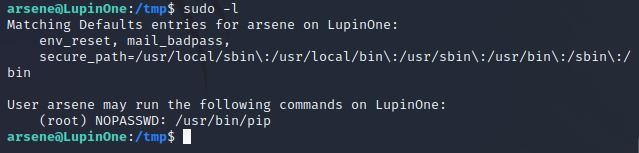 arsene@LupinOne:/tmp$ sudo -l
Matching Defaults entries for arsene on LupinOne:
    env_reset, mail_badpass,
    secure_path=/usr/local/sbin\:/usr/local/bin\:/usr/sbin\:/usr/bin\:/sbin\:/
bin

User arsene may run the following commands on LupinOne:
    (root) NOPASSWD: /usr/bin/pip
arsene@LupinOne:/tmp$